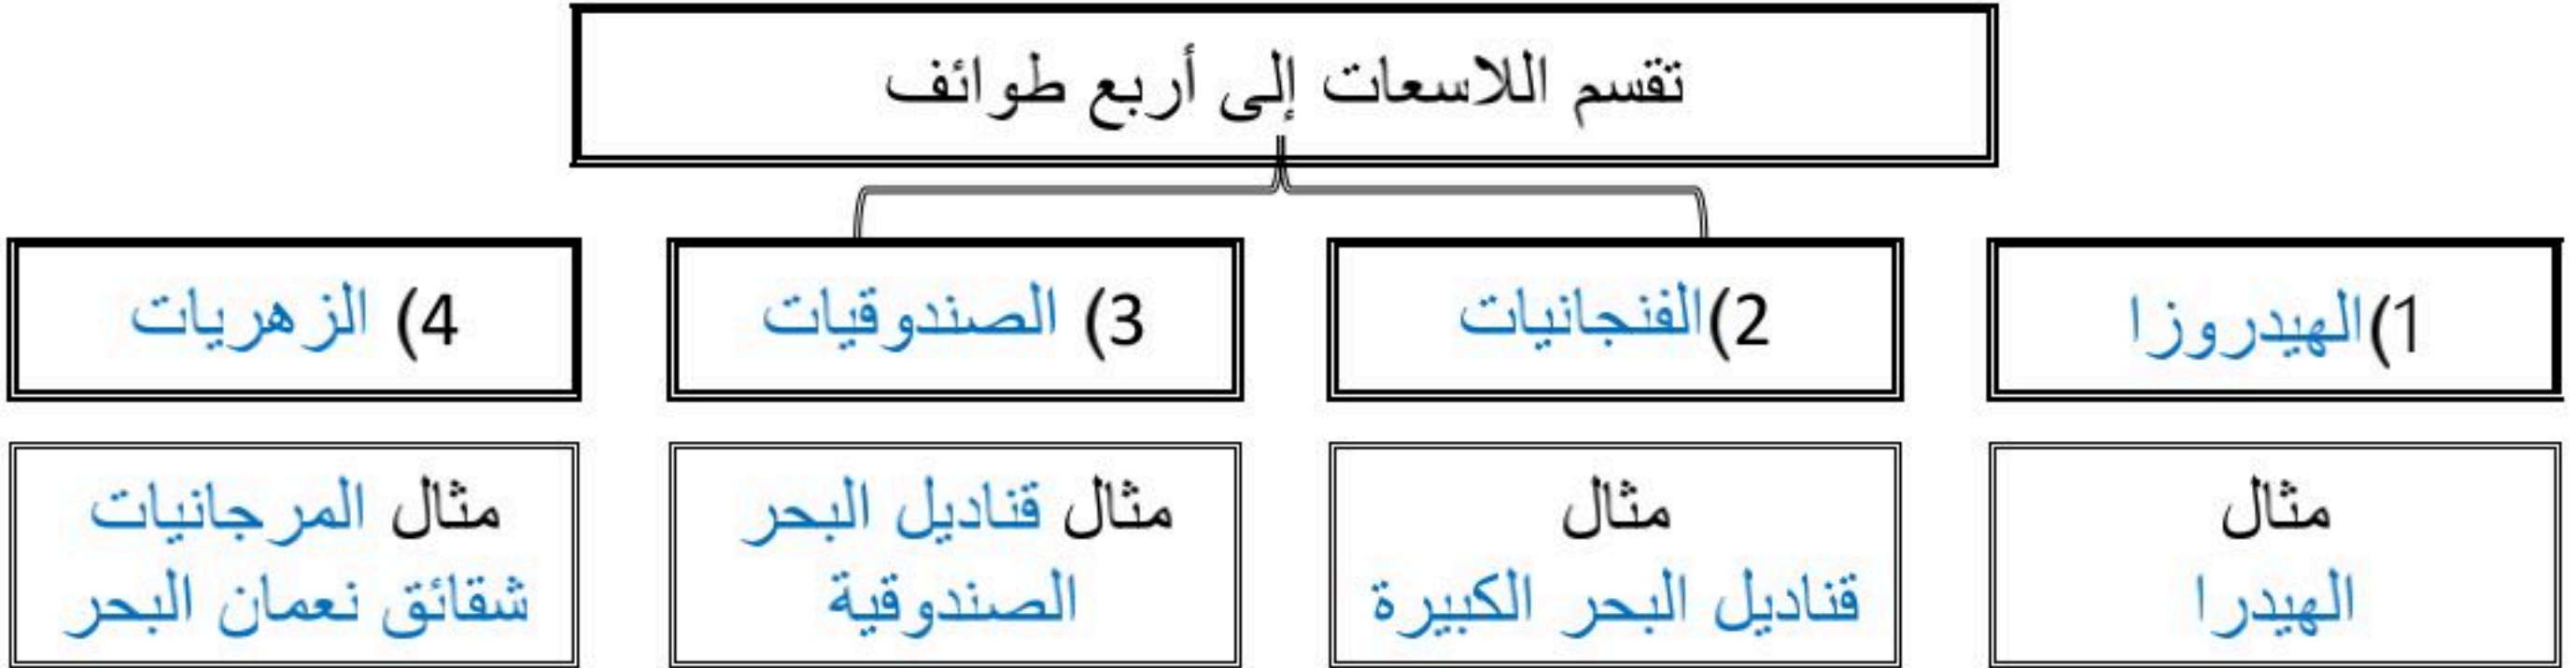 تقسم اللاسعات إلى أربع طوائف
1)الهيدروزا
2)الفنجانيات
3) الصندوقيات
4) الزهريات
مثال
الهيدرا
مثال
قناديل البحر الكبيرة
مثال قناديل البحر
الصندوقية
مثال المرجانيات
شقائق نعمان البحر